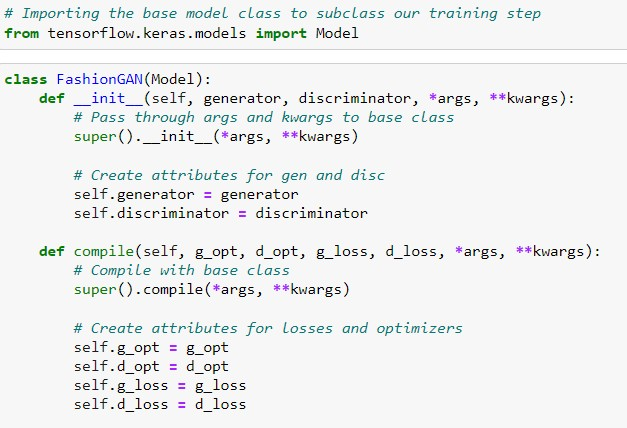 # Importing the base model class to subclass our training step
from tensorflow.keras.models import Model
class FashionGAN(Model):
    def __init__(self, generator, discriminator, *args, **kwargs):
        # Pass through args and kwargs to base class
        super().__init__(*args, **kwargs)
        # Create attributes for gen and disc
        self.generator = generator
        self.discriminator = discriminator
    def compile(self, g_opt, d_opt, g_loss, d_loss, *args, **kwargs):
        # Compile with base class
        super().compile(*args, **kwargs)
        # Create attributes for losses and optimizers
        self.g_opt = g_opt
        self.d_opt = d_opt
        self.g_loss = g_loss
        self.d_loss = d_loss